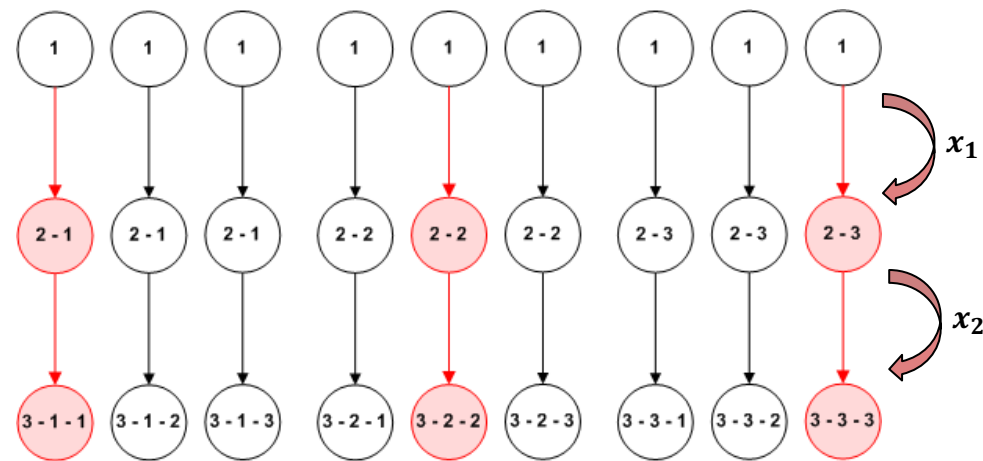 1 1 1 1 1 1 1 1 1
x₁
2 - 1 2 - 1 2 - 1 2 - 2 2 - 2 2 - 2 2 - 3 2 - 3 2 - 3
x₂
3 - 1 - 1 3 - 1 - 2 3 - 1 - 3 3 - 2 - 1 3 - 2 - 2 3 - 2 - 3 3 - 3 - 1 3 - 3 - 2 3 - 3 - 3